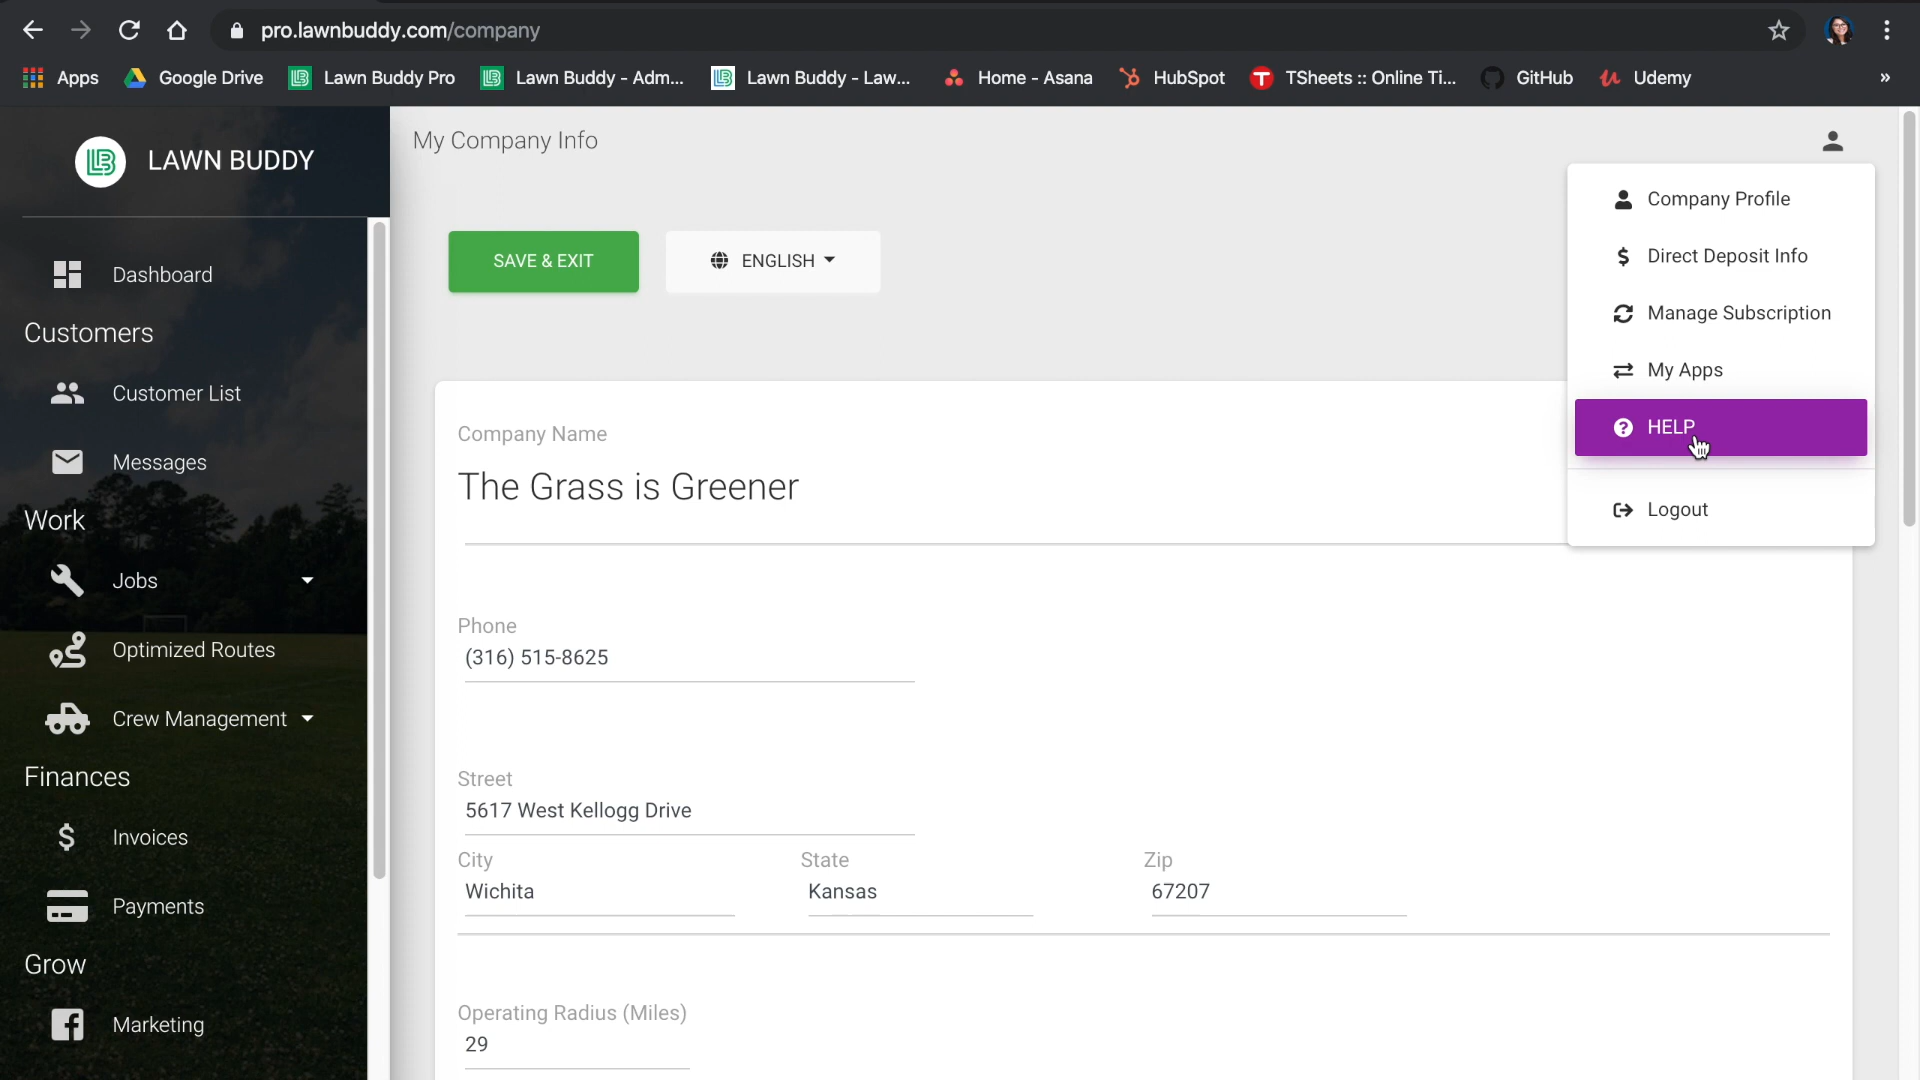 pro.lawnbuddy.com/company
Apps Google Drive Lawn Buddy Pro Lawn Buddy - Adm... Lawn Buddy - Law... Home - Asana HubSpot TSheets :: Online Ti... GitHub Udemy »
LB LAWN BUDDY
Dashboard
Customers
Customer List
Messages
Work
Jobs
Optimized Routes
Crew Management
Finances
Invoices
Payments
Grow
Marketing
My Company Info
SAVE & EXIT
ENGLISH
Company Name
The Grass is Greener
Phone
(316) 515-8625
Street
5617 West Kellogg Drive
City State Zip
Wichita Kansas 67207
Operating Radius (Miles)
29
Company Profile
Direct Deposit Info
Manage Subscription
My Apps
HELP
Logout